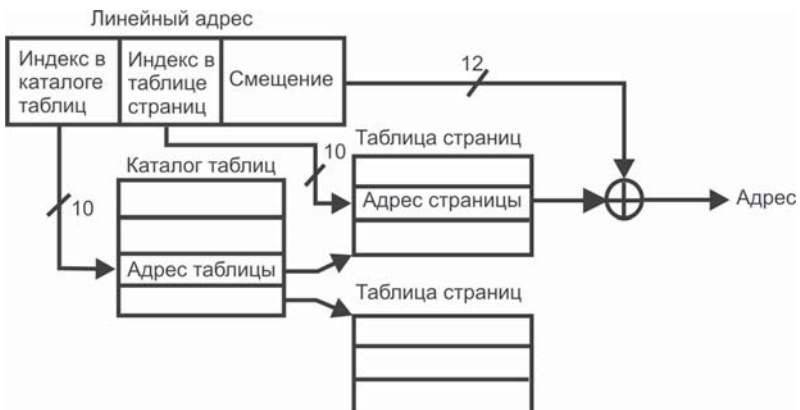 Линейный адрес
Индекс в
каталоге
таблиц
Индекс в
таблице
страниц
Смещение
12
10
Каталог таблиц
Адрес таблицы
10
Таблица страниц
Адрес страницы
Адрес
Таблица страниц